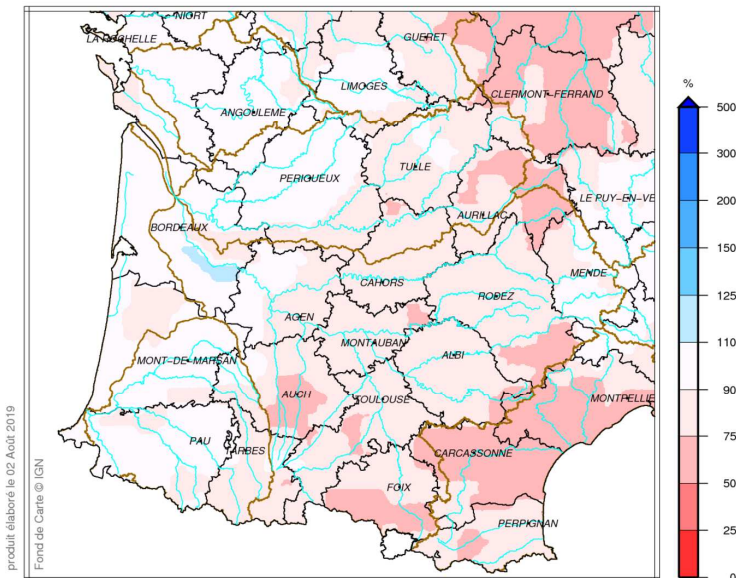 NIORT
LA ROCHELLE
GUERET
%
LIMOGES
CLERMONT-FERRAND
500
ANGOULEME
300
PERIGUEUX
TULLE
200
LE PUY-EN-VE
AURILLAC
BORDEAUX
150
MENDE
CAHORS
RODEZ
AGEN
110
MONTAUBAN
ALBI
MONT-DE-MARSAN
90
AUCH
TOULOUSE
MONTPELLIE
75
PAU
TARBES
CARCASSONNE
50
FOIX
PERPIGNAN
25
0
produit élaboré le 02 Août 2019
Fond de Carte © IGN